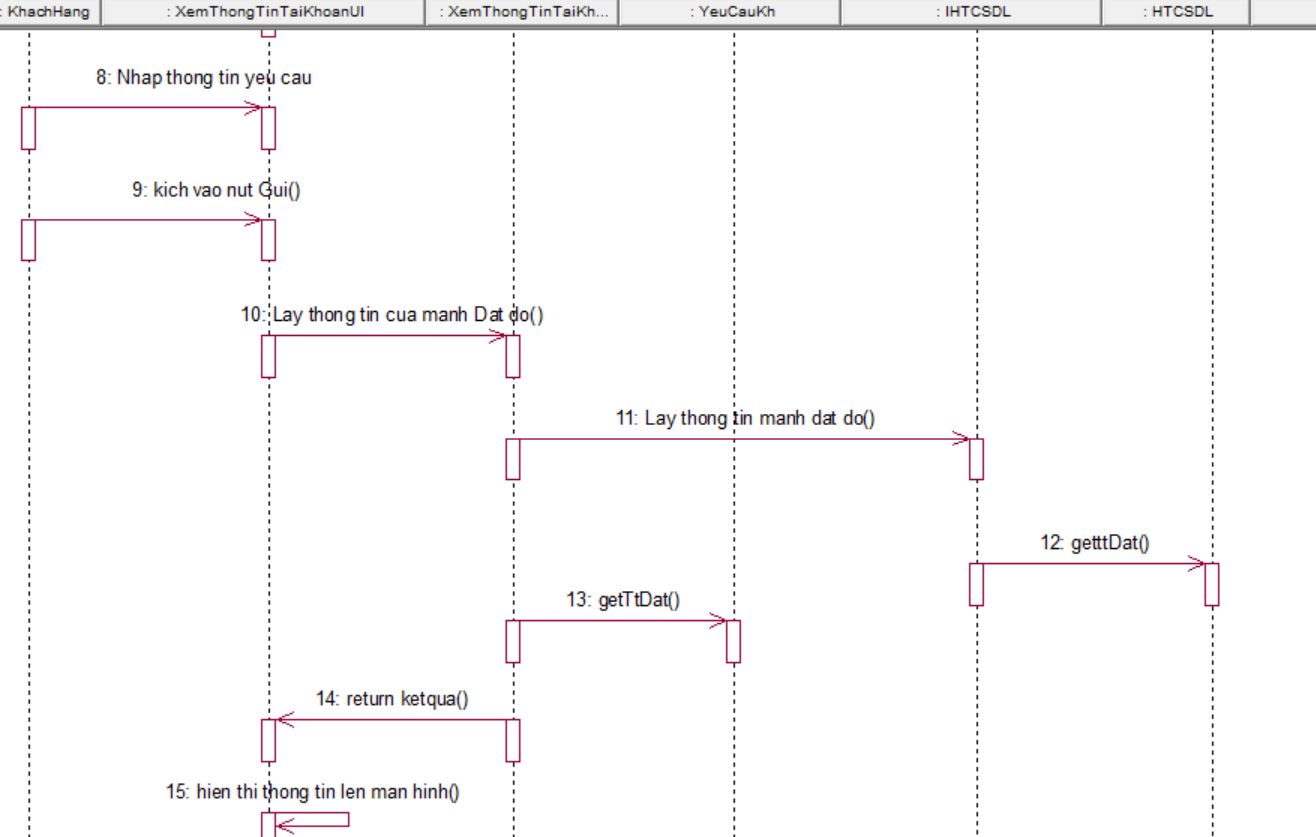 : KhachHang
: XemThongTinTaiKhoanUI
: XemThongTinTaiKh...
: YeuCauKh
: IHTCSDL
: HTCSDL
8: Nhap thong tin yeu cau
9: kich vao nut Gui()
10: Lay thong tin cua manh Dat do()
11: Lay thong tin manh dat do()
12: getttDat()
13: getTtDat()
14: return ketqua()
15: hien thi thong tin len man hinh()